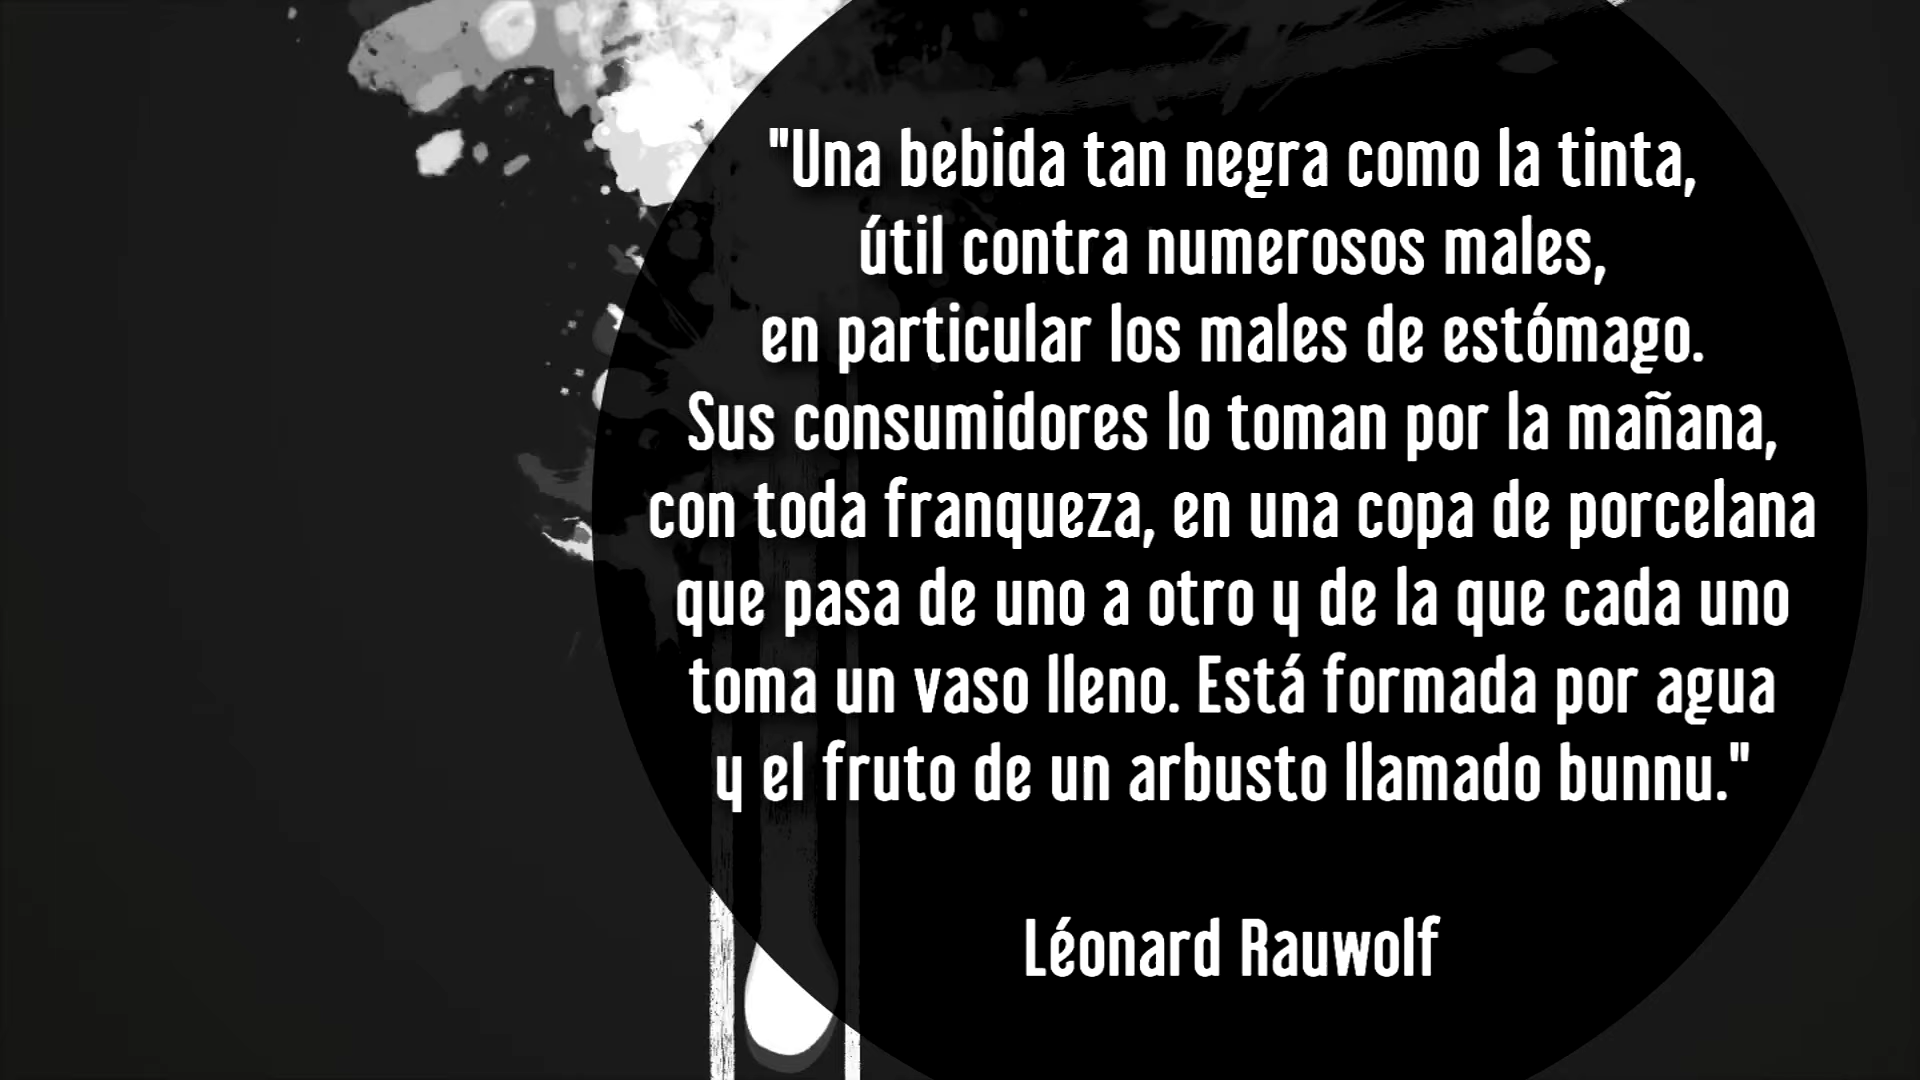 "Una bebida tan negra como la tinta,
útil contra numerosos males,
en particular los males de estómago.
Sus consumidores lo toman por la mañana,
con toda franqueza, en una copa de porcelana
que pasa de uno a otro y de la que cada uno
toma un vaso lleno. Está formada por agua
y el fruto de un arbusto llamado bunnu."
Léonard Rauwolf